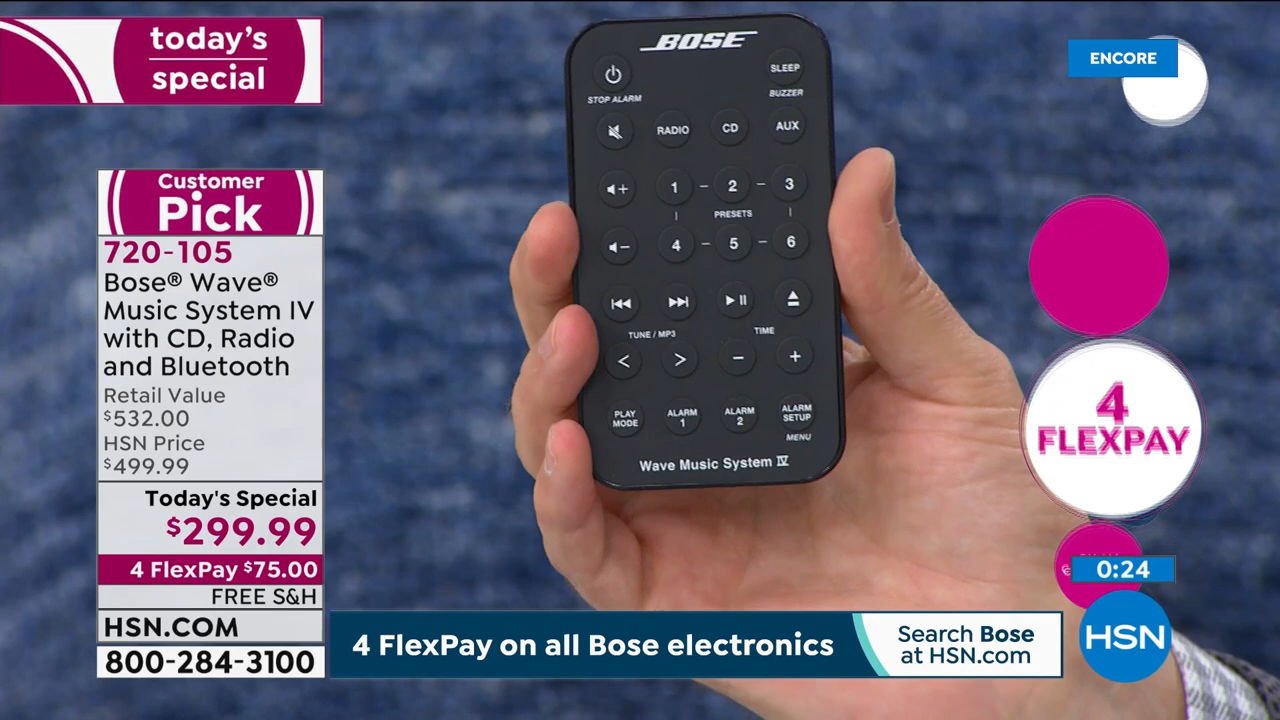 today's
special
Customer
Pick
720-105
Bose® Wave®
Music System IV
with CD, Radio
and Bluetooth
Retail Value
$532.00
HSN Price
$499.99
Today's Special
$299.99
4 FlexPay $75.00
FREE S&H
HSN.COM
800-284-3100
BOSE
SLEEP
STOP ALARM
BUZZER
RADIO
CD
AUX
+ 1 – 2 – 3
PRESETS
– 4 – 5 – 6
TUNE / MP3
TIME
< > – +
PLAY
MODE
ALARM
1
ALARM
2
ALARM
SETUP
MENU
Wave Music System IV
ENCORE
4
FLEXPAY
0:24
HSN
4 FlexPay on all Bose electronics
Search Bose
at HSN.com